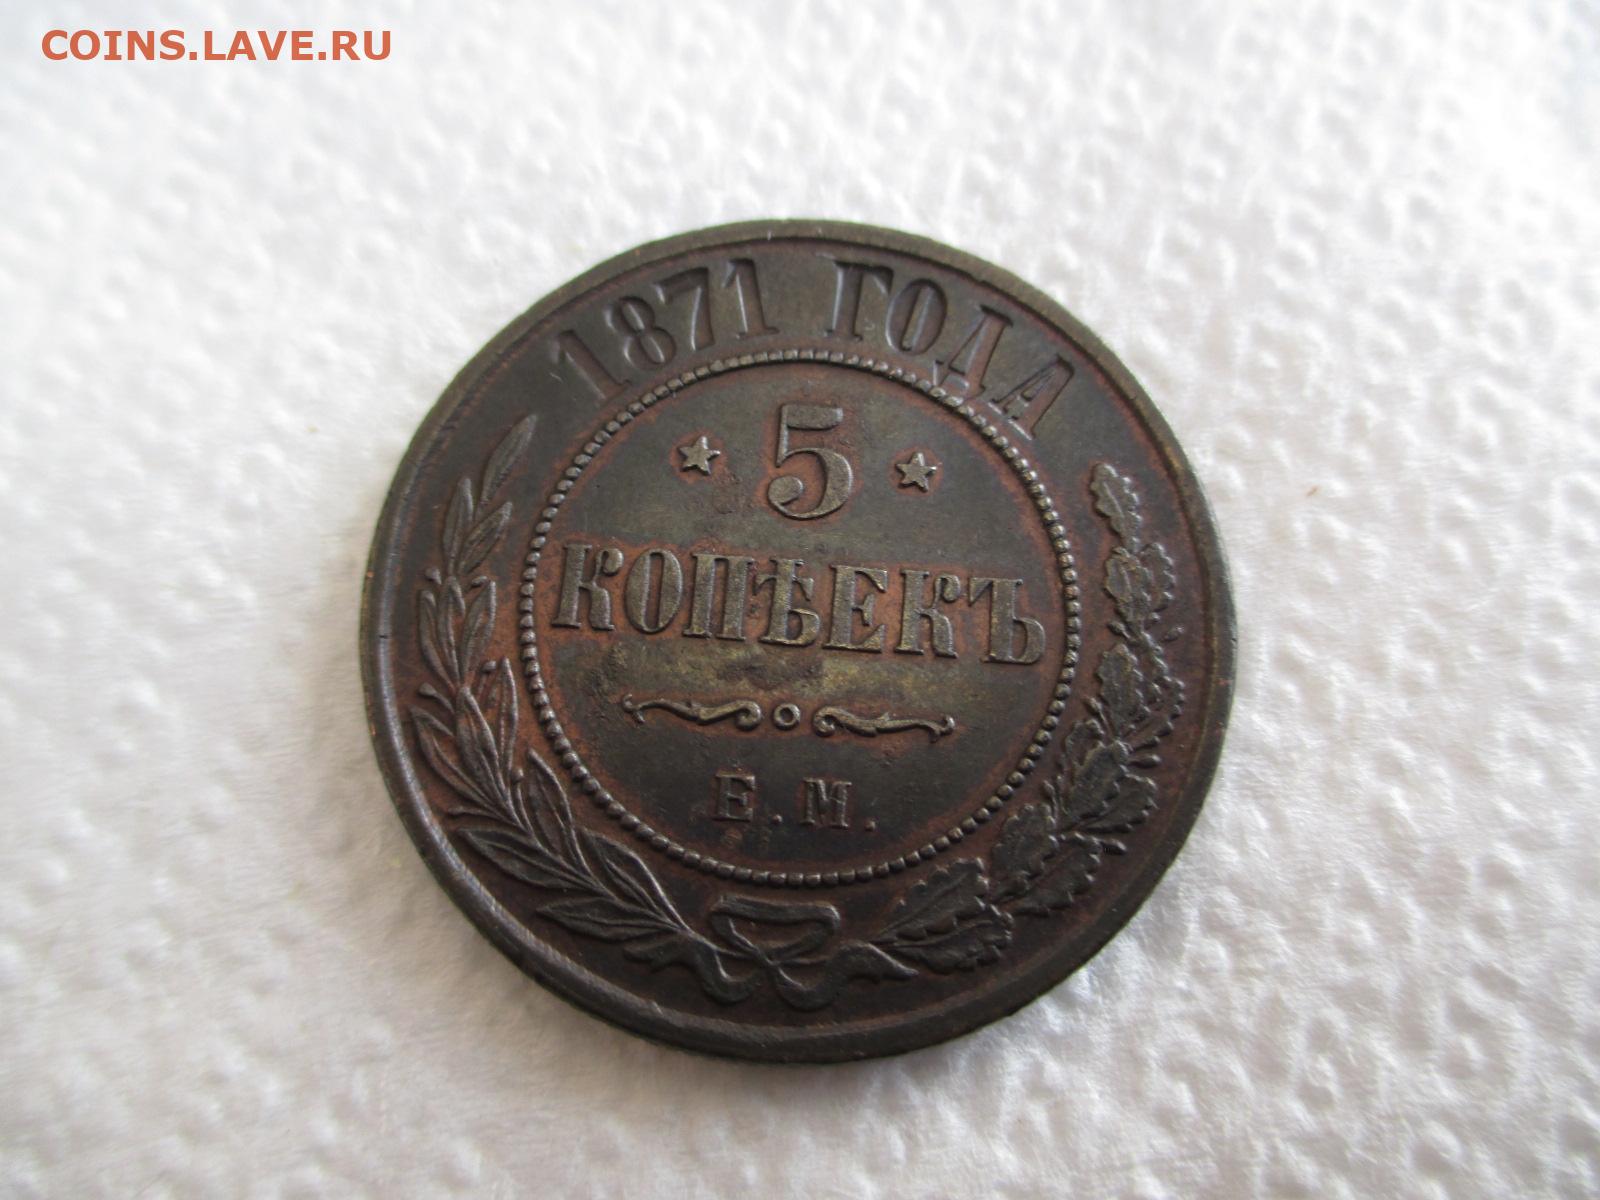 COINS.LAVE.RU
1871 ГОДА
5
КОПѢЕКЪ
Е.М.